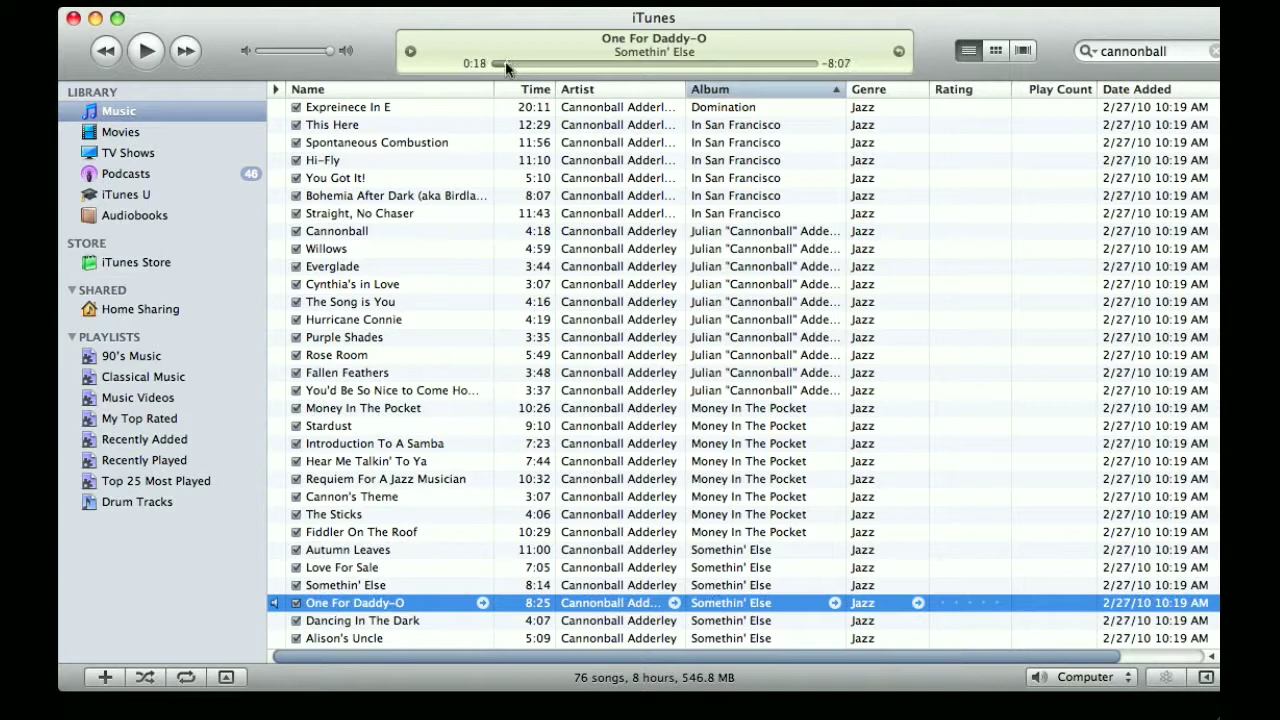 iTunes
One For Daddy-O
Somethin' Else
0:18 -8:07
cannonball
LIBRARY
Music
Movies
TV Shows
Podcasts 46
iTunes U
Audiobooks
STORE
iTunes Store
SHARED
Home Sharing
PLAYLISTS
90's Music
Classical Music
Music Videos
My Top Rated
Recently Added
Recently Played
Top 25 Most Played
Drum Tracks
Name Time Artist Album Genre Rating Play Count Date Added
Expreinece In E 20:11 Cannonball Adderl... Domination Jazz 2/27/10 10:19 AM
This Here 12:29 Cannonball Adderl... In San Francisco Jazz 2/27/10 10:19 AM
Spontaneous Combustion 11:56 Cannonball Adderl... In San Francisco Jazz 2/27/10 10:19 AM
Hi-Fly 11:10 Cannonball Adderl... In San Francisco Jazz 2/27/10 10:19 AM
You Got It! 5:10 Cannonball Adderl... In San Francisco Jazz 2/27/10 10:19 AM
Bohemia After Dark (aka Birdla... 8:07 Cannonball Adderl... In San Francisco Jazz 2/27/10 10:19 AM
Straight, No Chaser 11:43 Cannonball Adderl... In San Francisco Jazz 2/27/10 10:19 AM
Cannonball 4:18 Cannonball Adderley Julian "Cannonball" Adde... Jazz 2/27/10 10:19 AM
Willows 4:59 Cannonball Adderley Julian "Cannonball" Adde... Jazz 2/27/10 10:19 AM
Everglade 3:44 Cannonball Adderley Julian "Cannonball" Adde... Jazz 2/27/10 10:19 AM
Cynthia's in Love 3:07 Cannonball Adderley Julian "Cannonball" Adde... Jazz 2/27/10 10:19 AM
The Song is You 4:16 Cannonball Adderley Julian "Cannonball" Adde... Jazz 2/27/10 10:19 AM
Hurricane Connie 4:19 Cannonball Adderley Julian "Cannonball" Adde... Jazz 2/27/10 10:19 AM
Purple Shades 3:35 Cannonball Adderley Julian "Cannonball" Adde... Jazz 2/27/10 10:19 AM
Rose Room 5:49 Cannonball Adderley Julian "Cannonball" Adde... Jazz 2/27/10 10:19 AM
Fallen Feathers 3:48 Cannonball Adderley Julian "Cannonball" Adde... Jazz 2/27/10 10:19 AM
You'd Be So Nice to Come Ho... 3:37 Cannonball Adderley Julian "Cannonball" Adde... Jazz 2/27/10 10:19 AM
Money In The Pocket 10:26 Cannonball Adderley Money In The Pocket Jazz 2/27/10 10:19 AM
Stardust 9:10 Cannonball Adderley Money In The Pocket Jazz 2/27/10 10:19 AM
Introduction To A Samba 7:23 Cannonball Adderley Money In The Pocket Jazz 2/27/10 10:19 AM
Hear Me Talkin' To Ya 7:44 Cannonball Adderley Money In The Pocket Jazz 2/27/10 10:19 AM
Requiem For A Jazz Musician 10:32 Cannonball Adderley Money In The Pocket Jazz 2/27/10 10:19 AM
Cannon's Theme 3:07 Cannonball Adderley Money In The Pocket Jazz 2/27/10 10:19 AM
The Sticks 4:06 Cannonball Adderley Money In The Pocket Jazz 2/27/10 10:19 AM
Fiddler On The Roof 10:29 Cannonball Adderley Money In The Pocket Jazz 2/27/10 10:19 AM
Autumn Leaves 11:00 Cannonball Adderley Somethin' Else Jazz 2/27/10 10:19 AM
Love For Sale 7:05 Cannonball Adderley Somethin' Else Jazz 2/27/10 10:19 AM
Somethin' Else 8:14 Cannonball Adderley Somethin' Else Jazz 2/27/10 10:19 AM
One For Daddy-O 8:25 Cannonball Add... Somethin' Else Jazz 2/27/10 10:19 AM
Dancing In The Dark 4:07 Cannonball Adderley Somethin' Else Jazz 2/27/10 10:19 AM
Alison's Uncle 5:09 Cannonball Adderley Somethin' Else Jazz 2/27/10 10:19 AM
76 songs, 8 hours, 546.8 MB
Computer